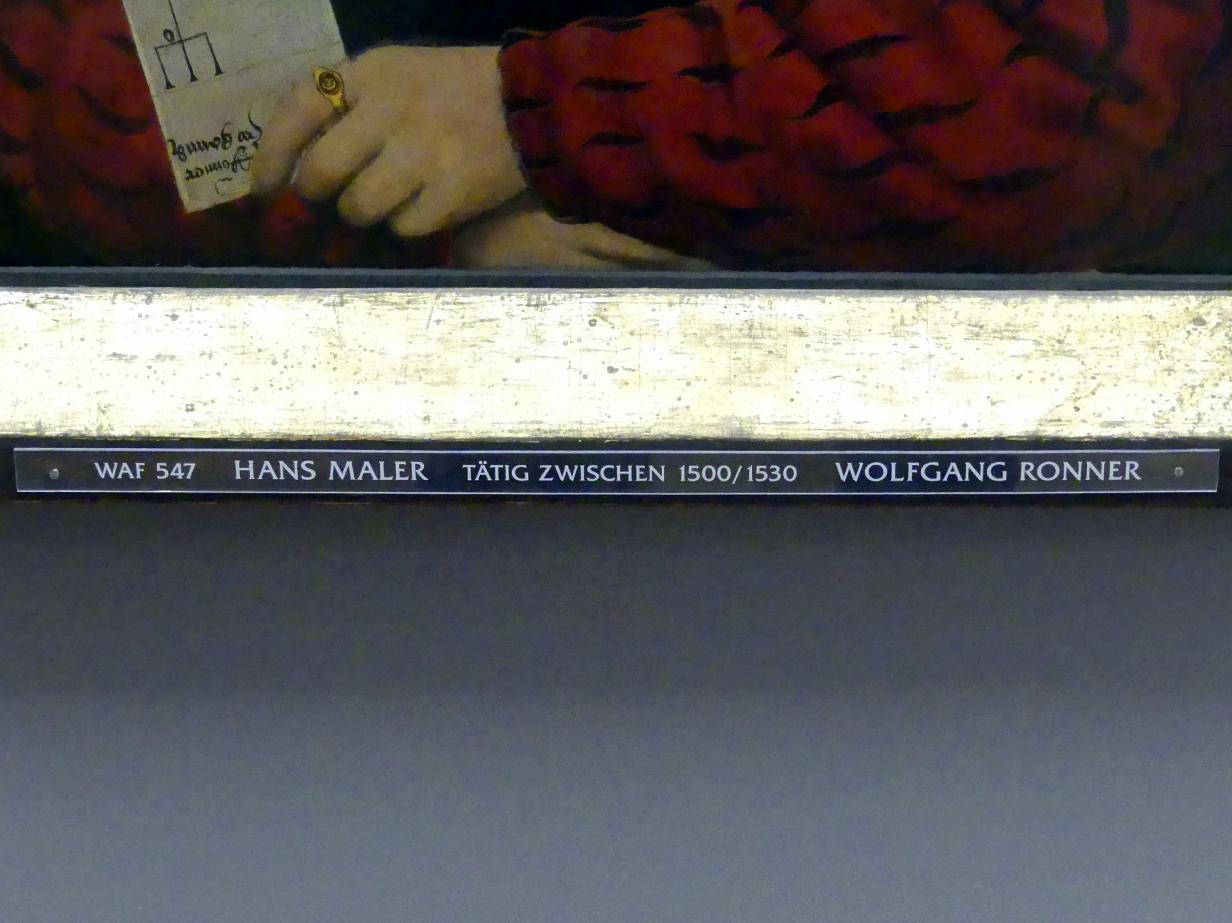 WAF 547 HANS MALER TÄTIG ZWISCHEN 1500/1530 WOLFGANG RONNER